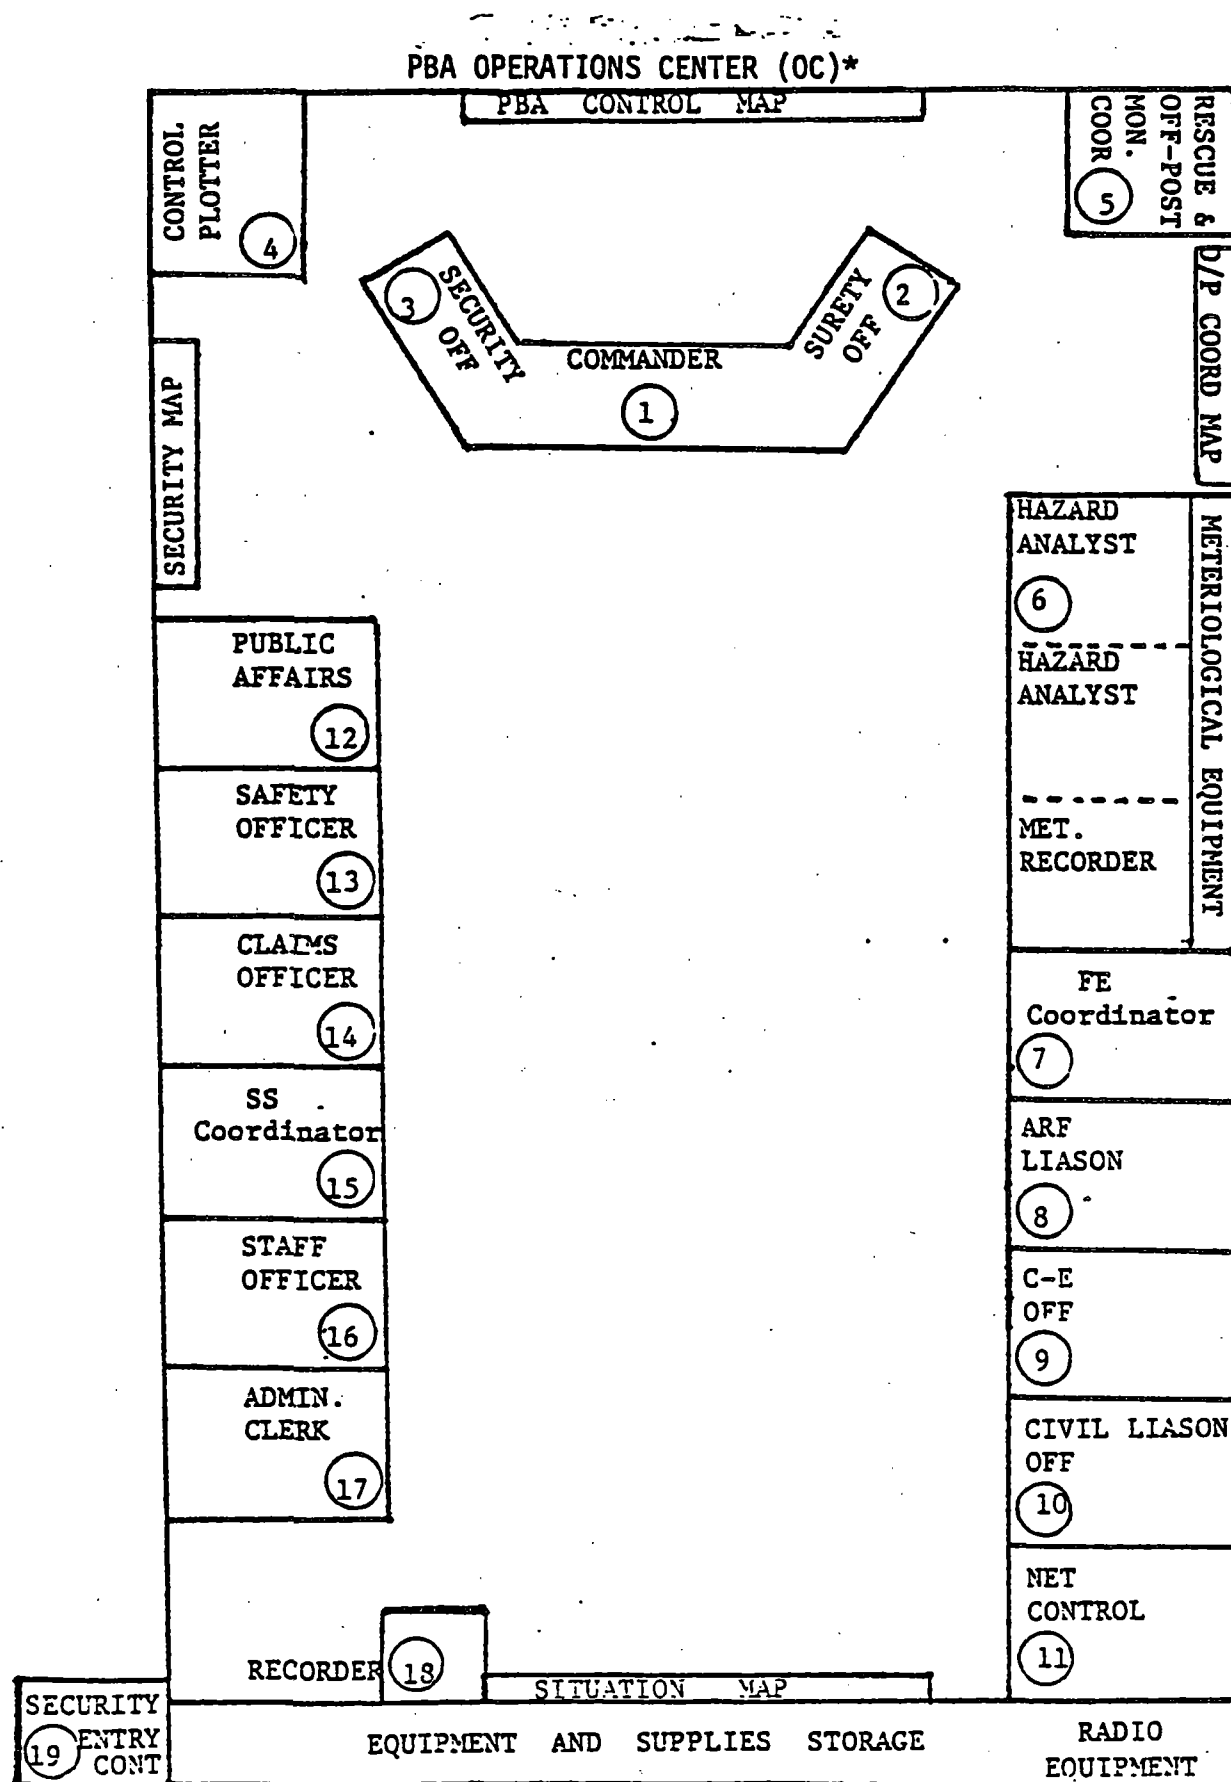 PBA OPERATIONS CENTER (OC)*
PBA CONTROL MAP
CONTROL
PLOTTER
4
RESCUE &
OFF-POST
MON.
COOR
5
3
SECURITY
OFF
2
SURETY
OFF
COMMANDER
1
O/P COORD MAP
SECURITY MAP
HAZARD
ANALYST
6
HAZARD
ANALYST
MET.
RECORDER
METERIOLOGICAL EQUIPMENT
PUBLIC
AFFAIRS
12
SAFETY
OFFICER
13
CLAIMS
OFFICER
14
SS
Coordinator
15
STAFF
OFFICER
16
ADMIN.
CLERK
17
FE
Coordinator
7
ARF
LIASON
8
C-E
OFF
9
CIVIL LIASON
OFF
10
NET
CONTROL
11
RECORDER
18
SITUATION MAP
SECURITY
ENTRY
CONT
19
EQUIPMENT AND SUPPLIES STORAGE
RADIO
EQUIPMENT